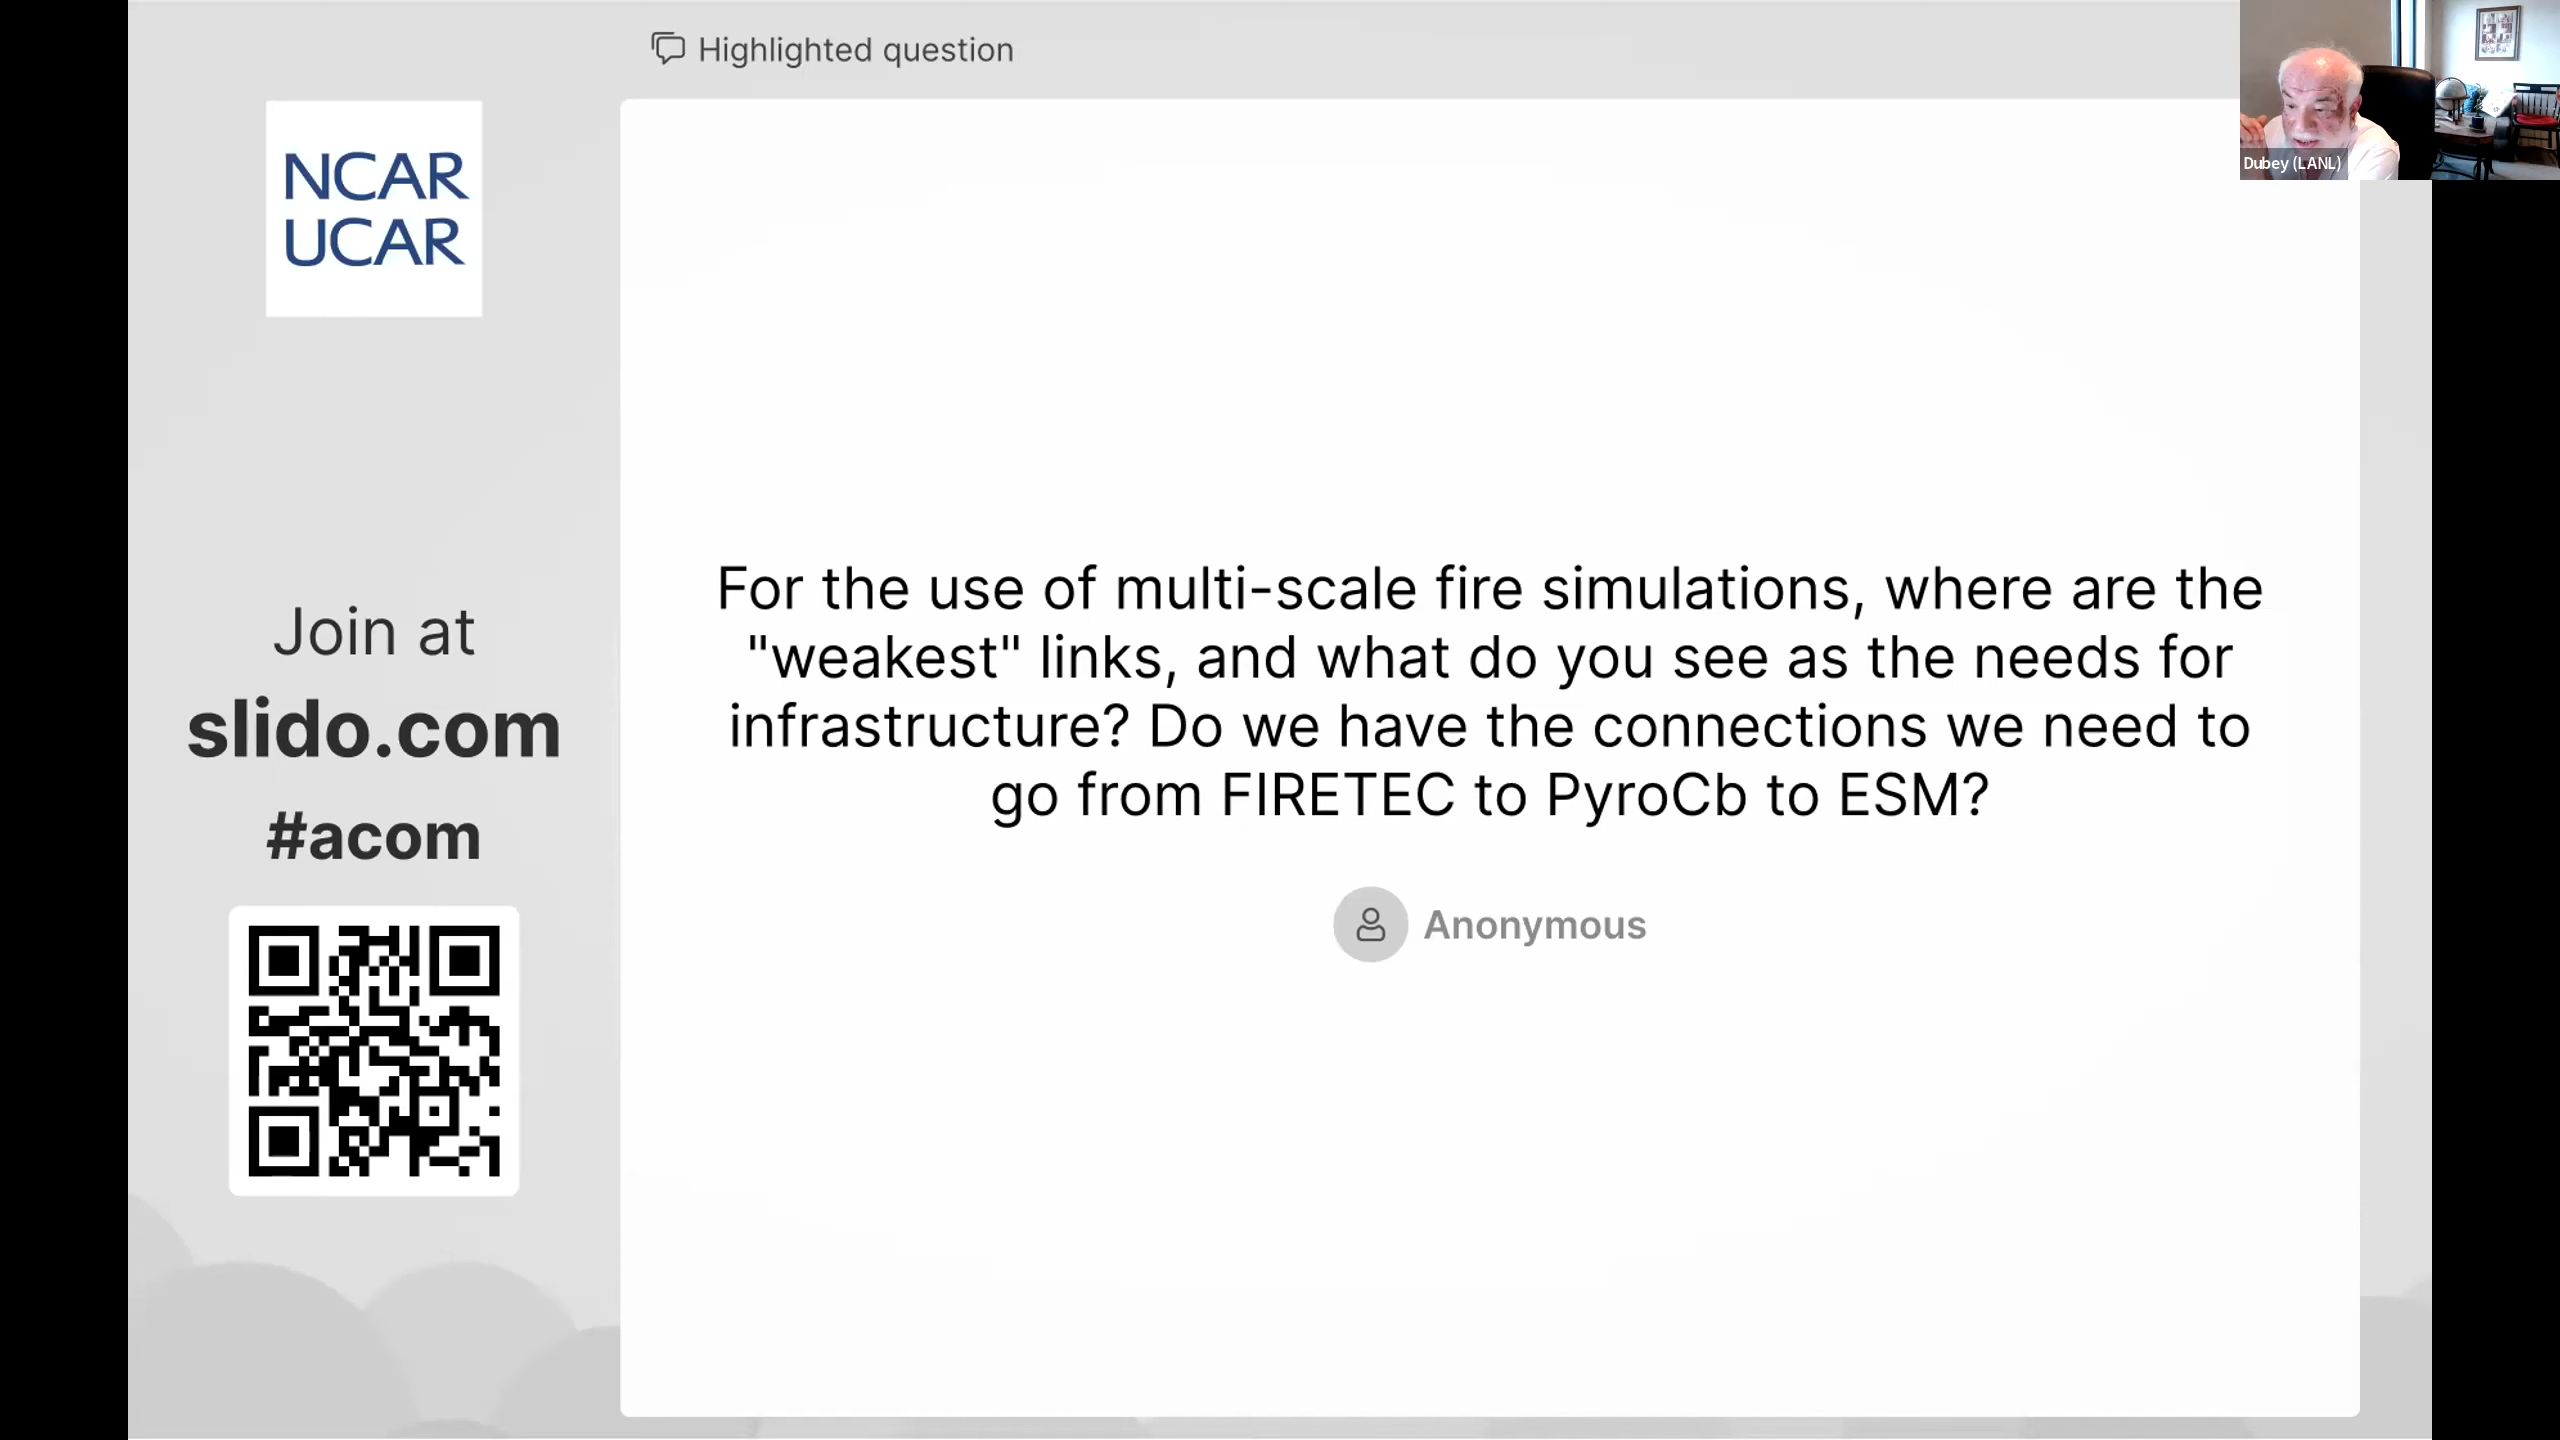 Highlighted question
NCAR
UCAR
Join at
slido.com
#acom
For the use of multi-scale fire simulations, where are the
"weakest" links, and what do you see as the needs for
infrastructure? Do we have the connections we need to
go from FIRETEC to PyroCb to ESM?
Anonymous
Dubey (LANL)